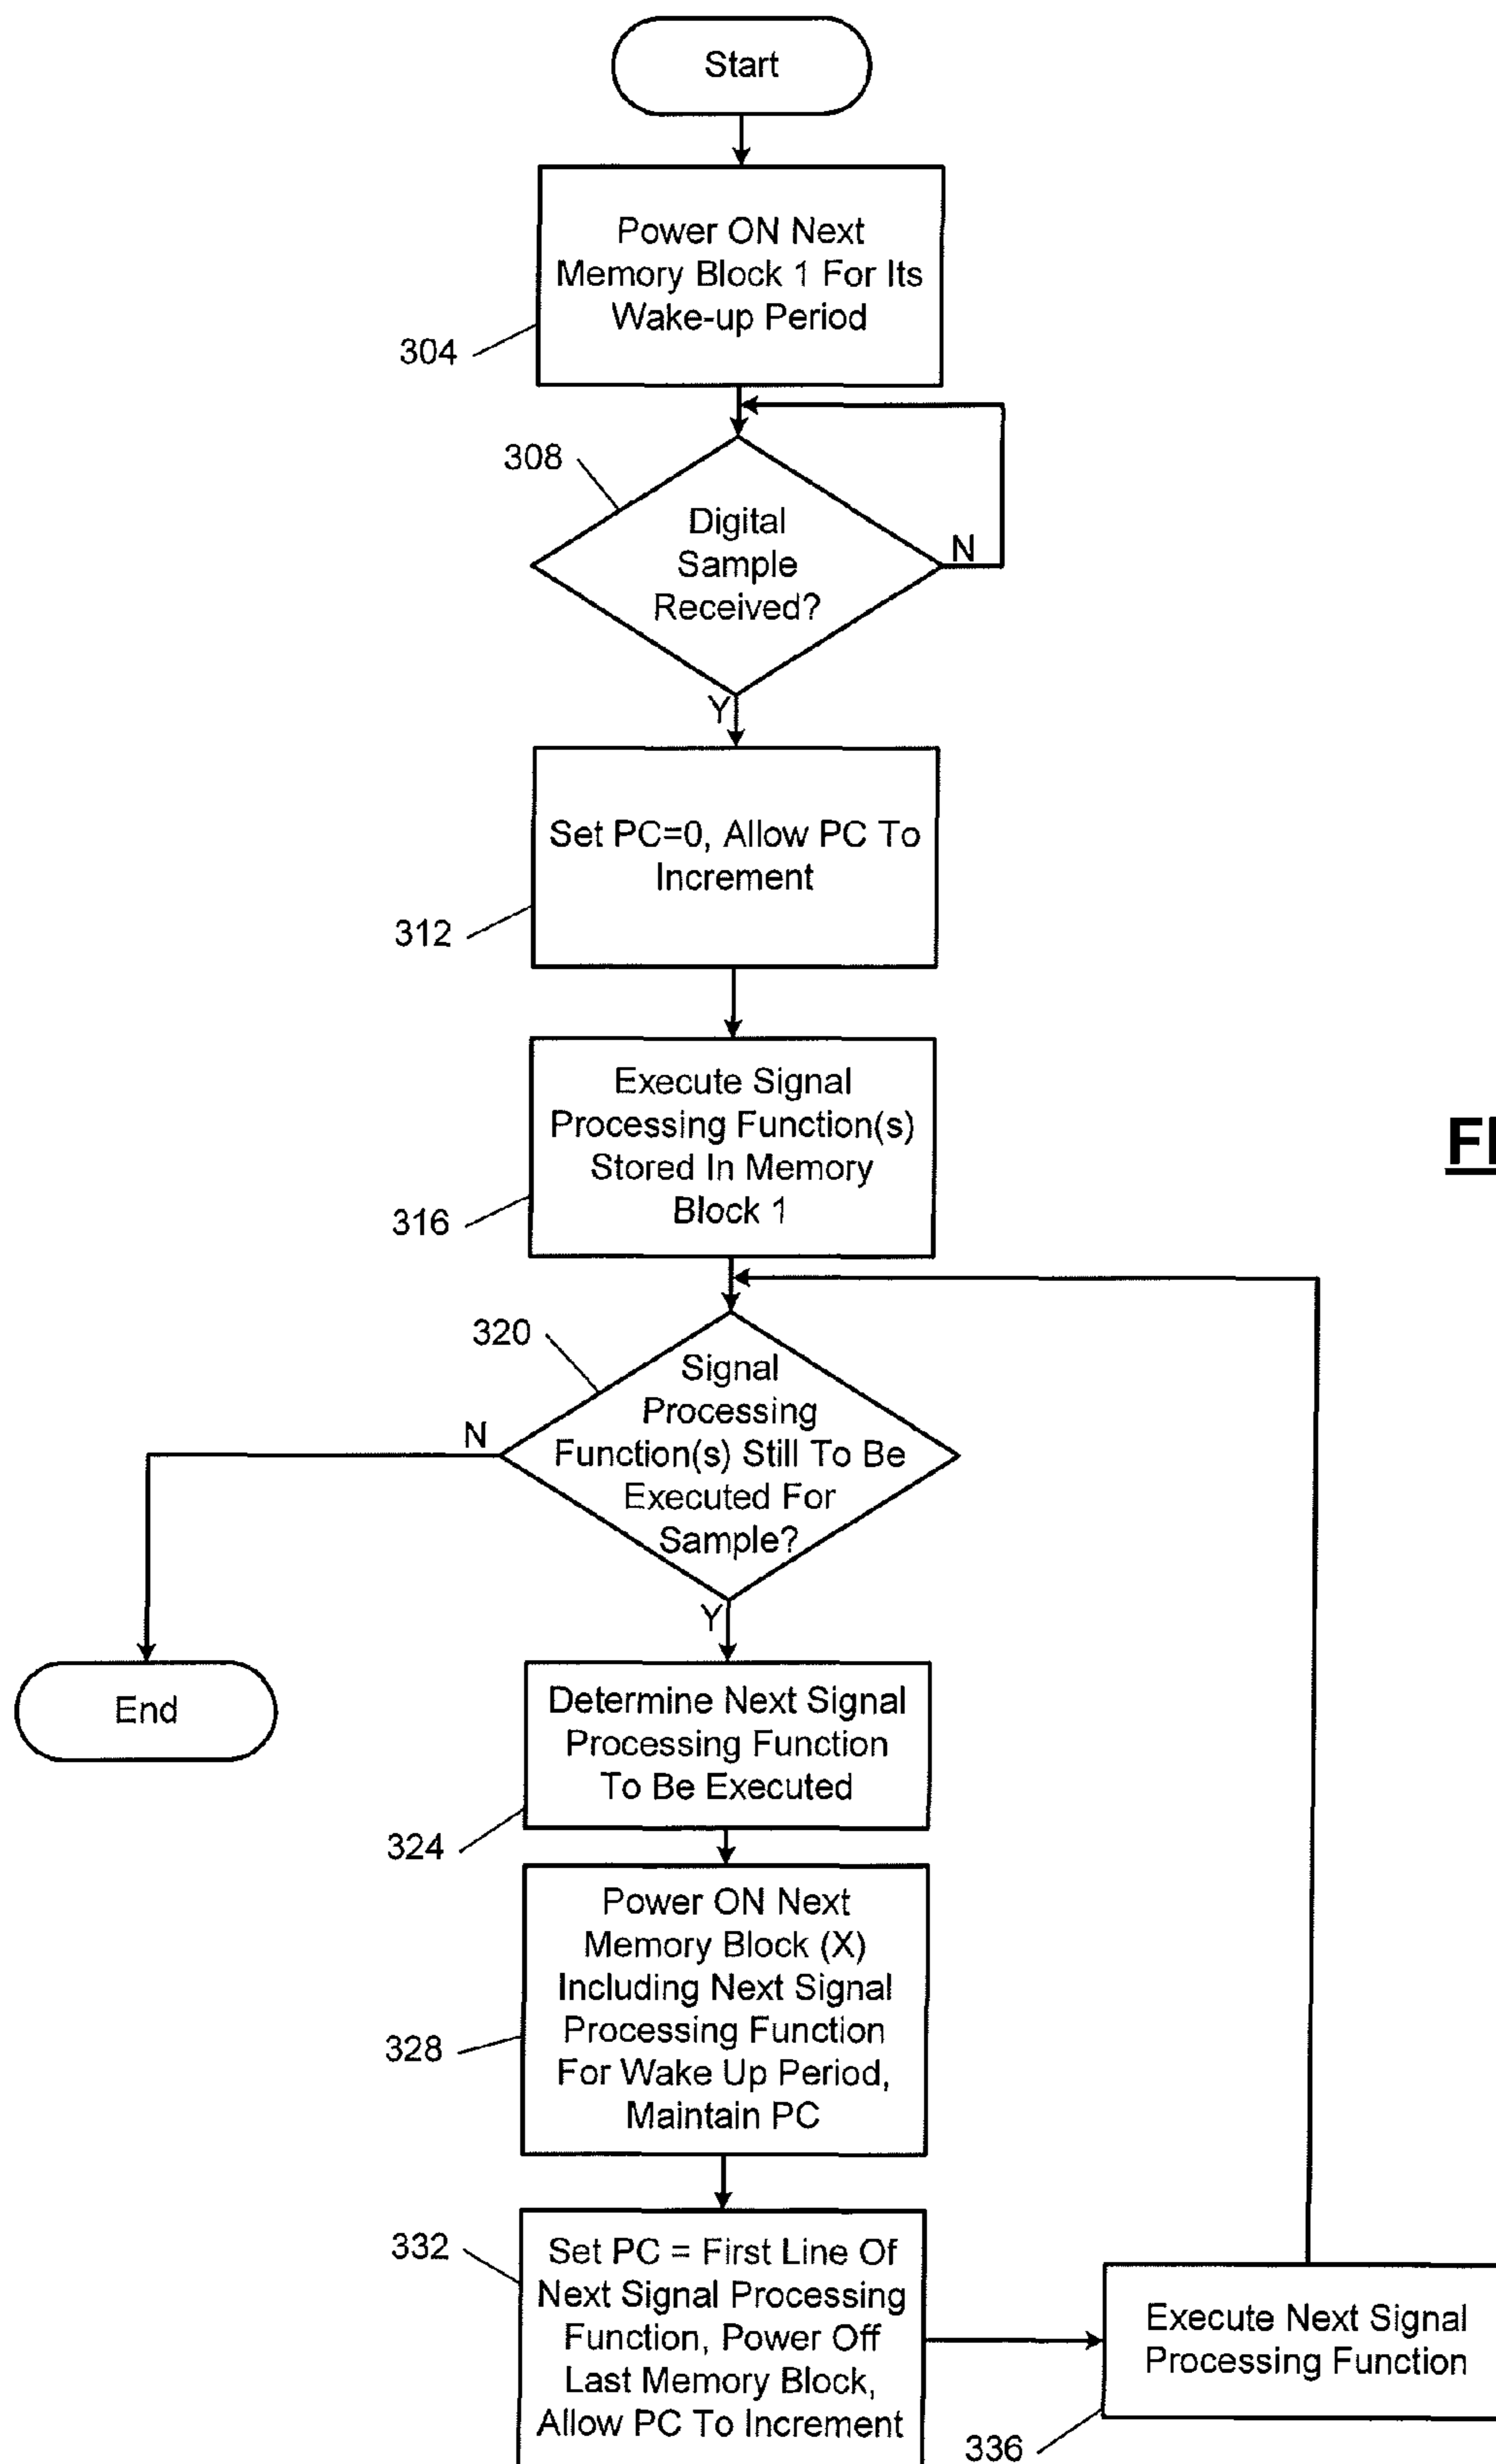 Start
Power ON Next
Memory Block 1 For Its
Wake-up Period
304
308
Digital
Sample
Received?
N
Y
Set PC=0, Allow PC To
Increment
312
Execute Signal
Processing Function(s)
Stored In Memory
Block 1
316
320
Signal
Processing
Function(s) Still To Be
Executed For
Sample?
N
Y
End
Determine Next Signal
Processing Function
To Be Executed
324
Power ON Next
Memory Block (X)
Including Next Signal
Processing Function
For Wake Up Period,
Maintain PC
328
332
Set PC = First Line Of
Next Signal Processing
Function, Power Off
Last Memory Block,
Allow PC To Increment
Execute Next Signal
Processing Function
336